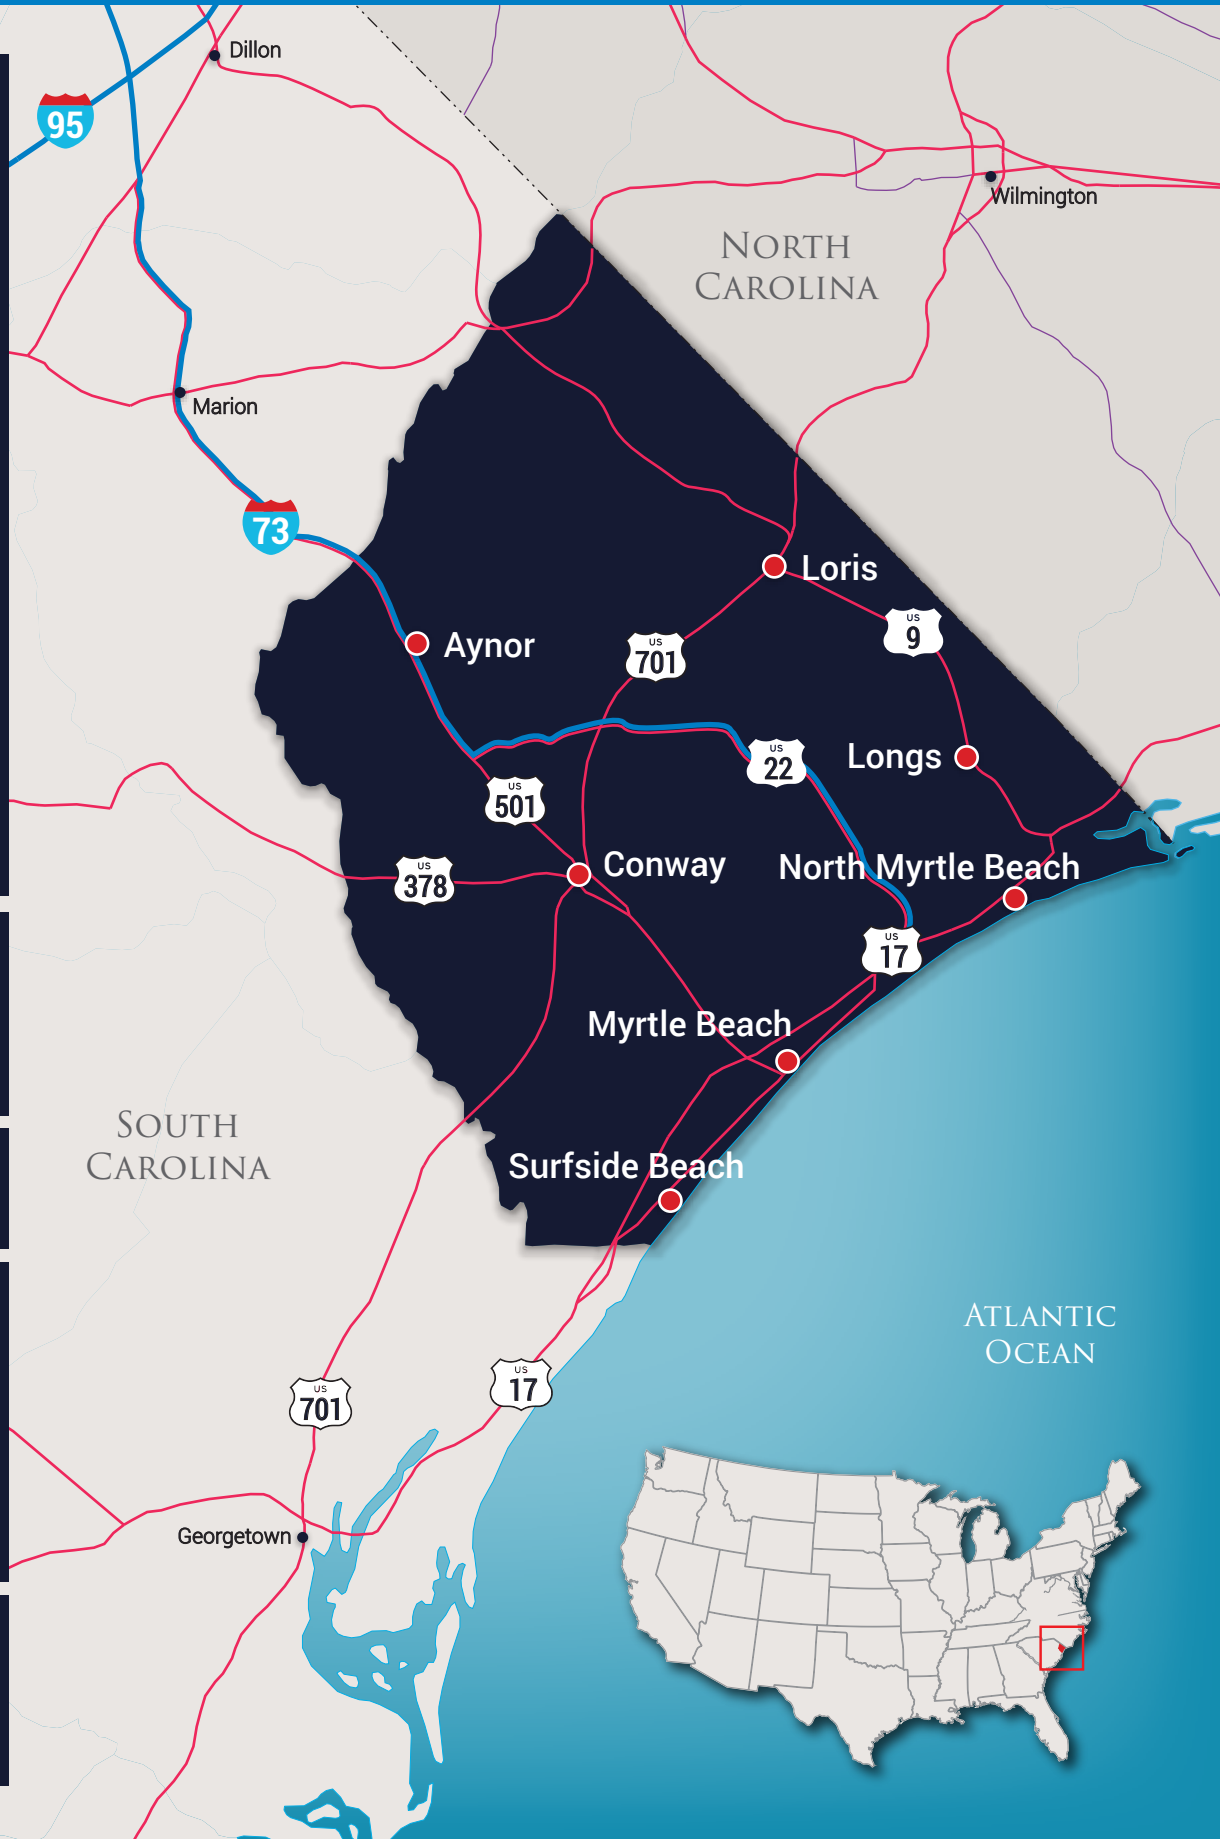 Dillon
95
Wilmington
NORTH
CAROLINA
Marion
73
Loris
US
9
Aynor
US
701
Longs
US
22
US
501
Conway
North Myrtle Beach
US
378
US
17
Myrtle Beach
SOUTH
CAROLINA
Surfside Beach
ATLANTIC
OCEAN
US
17
US
701
Georgetown